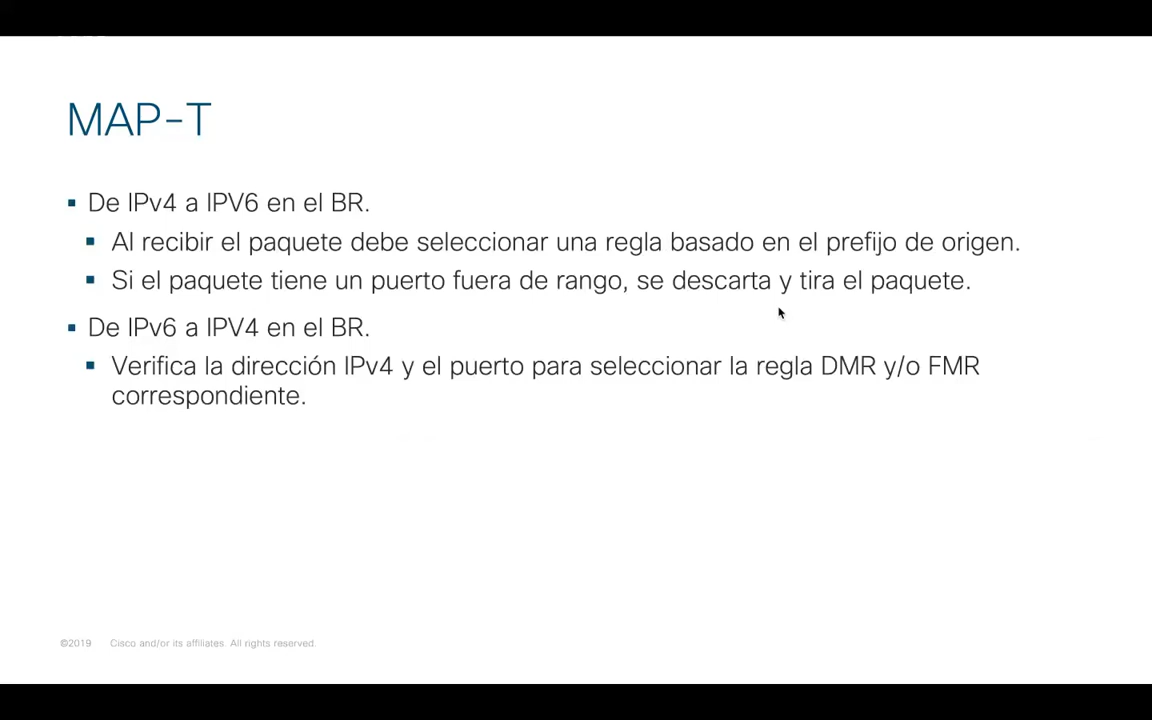 MAP-T
▪ De IPv4 a IPV6 en el BR.
▪ Al recibir el paquete debe seleccionar una regla basado en el prefijo de origen.
▪ Si el paquete tiene un puerto fuera de rango, se descarta y tira el paquete.
▪ De IPv6 a IPV4 en el BR.
▪ Verifica la dirección IPv4 y el puerto para seleccionar la regla DMR y/o FMR
correspondiente.
©2019 Cisco and/or its affiliates. All rights reserved.